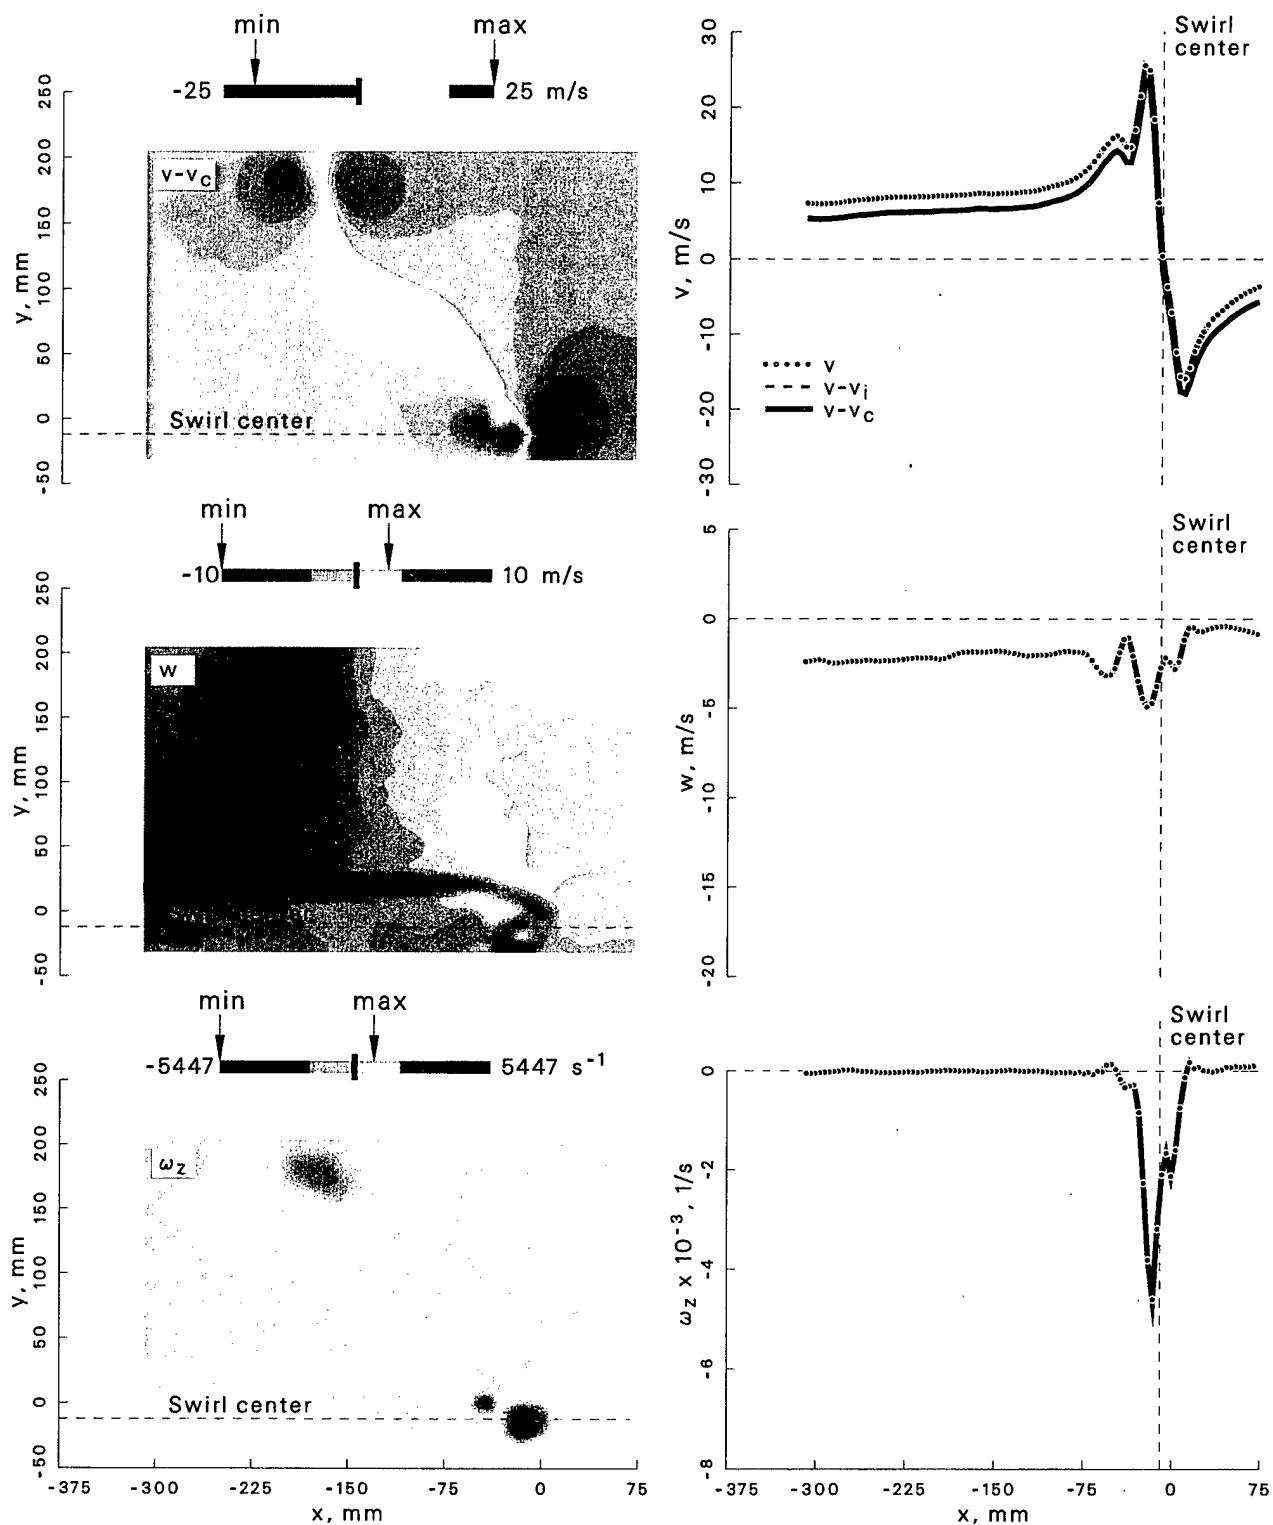 min max
-25 25 m/s
250
200
150
100
50
0
-50
y, mm
v-vc
Swirl center
min max
-10 10 m/s
250
200
150
100
50
0
-50
y, mm
w
min max
-5447 5447 s-1
250
200
150
100
50
0
-50
y, mm
ωz
Swirl center
-375 -300 -225 -150 -75 0 75
x, mm
Swirl
center
30
20
10
0
-10
-20
-30
v, m/s
v
v-vi
v-vc
Swirl
center
5
0
-5
-10
-15
-20
w, m/s
Swirl
center
0
-2
-4
-6
-8
ωz x 10-3, 1/s
-375 -300 -225 -150 -75 0 75
x, mm